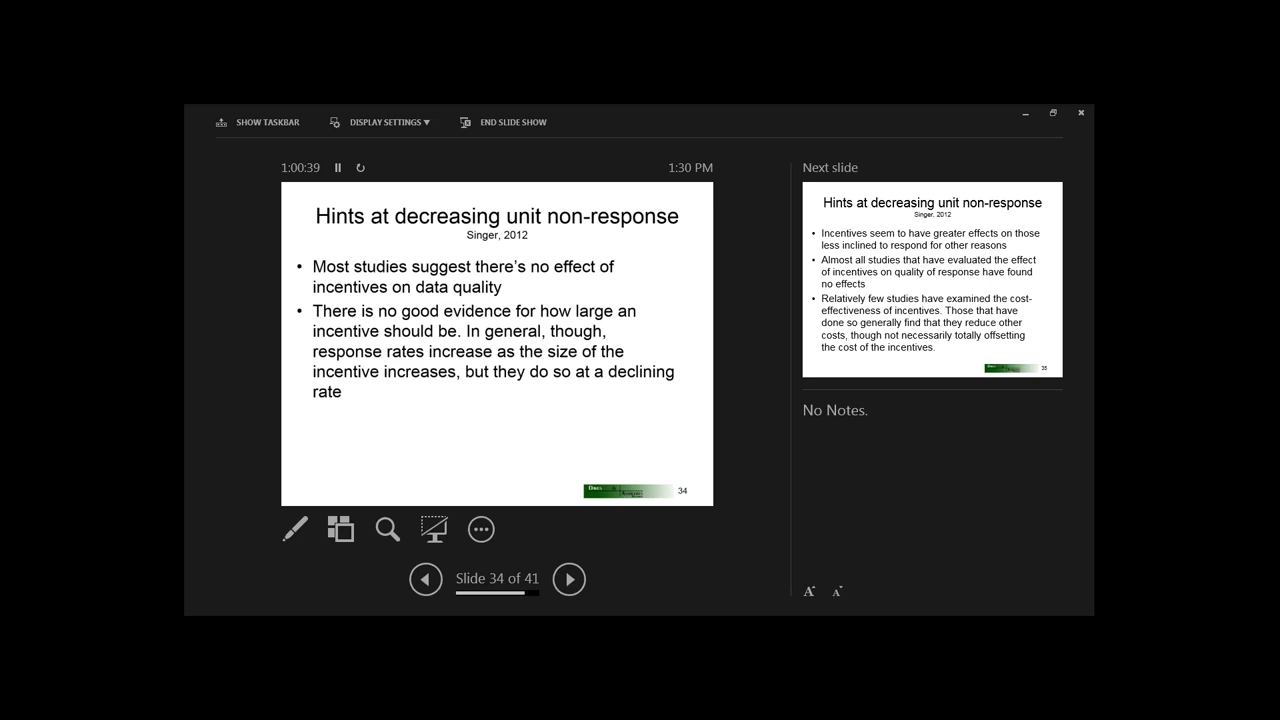 SHOW TASKBAR
DISPLAY SETTINGS ▼
END SLIDE SHOW
1:00:39
1:30 PM
Hints at decreasing unit non-response
Singer, 2012
• Most studies suggest there's no effect of
incentives on data quality
• There is no good evidence for how large an
incentive should be. In general, though,
response rates increase as the size of the
incentive increases, but they do so at a declining
rate
34
Slide 34 of 41
Next slide
Hints at decreasing unit non-response
Singer, 2012
• Incentives seem to have greater effects on those
less inclined to respond for other reasons
• Almost all studies that have evaluated the effect
of incentives on quality of response have found
no effects
• Relatively few studies have examined the cost-
effectiveness of incentives. Those that have
done so generally find that they reduce other
costs, though not necessarily totally offsetting
the cost of the incentives.
35
No Notes.
A A